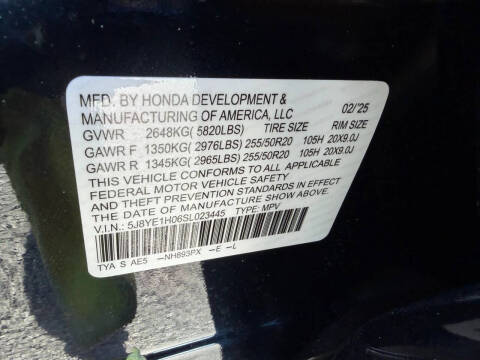 MFD. BY HONDA DEVELOPMENT &
MANUFACTURING OF AMERICA, LLC 02/'25
GVWR 2648KG( 5820LBS) TIRE SIZE RIM SIZE
GAWR F 1350KG( 2976LBS) 255/50R20 105H 20X9.0J
GAWR R 1345KG( 2965LBS) 255/50R20 105H 20X9.0J
THIS VEHICLE CONFORMS TO ALL APPLICABLE
FEDERAL MOTOR VEHICLE SAFETY
AND THEFT PREVENTION STANDARDS IN EFFECT
ON THE DATE OF MANUFACTURE SHOWN ABOVE.
V.I.N.: 5J8YE1H06SL023445 TYPE: MPV
TYA S AE5 -NH893PX -E -L